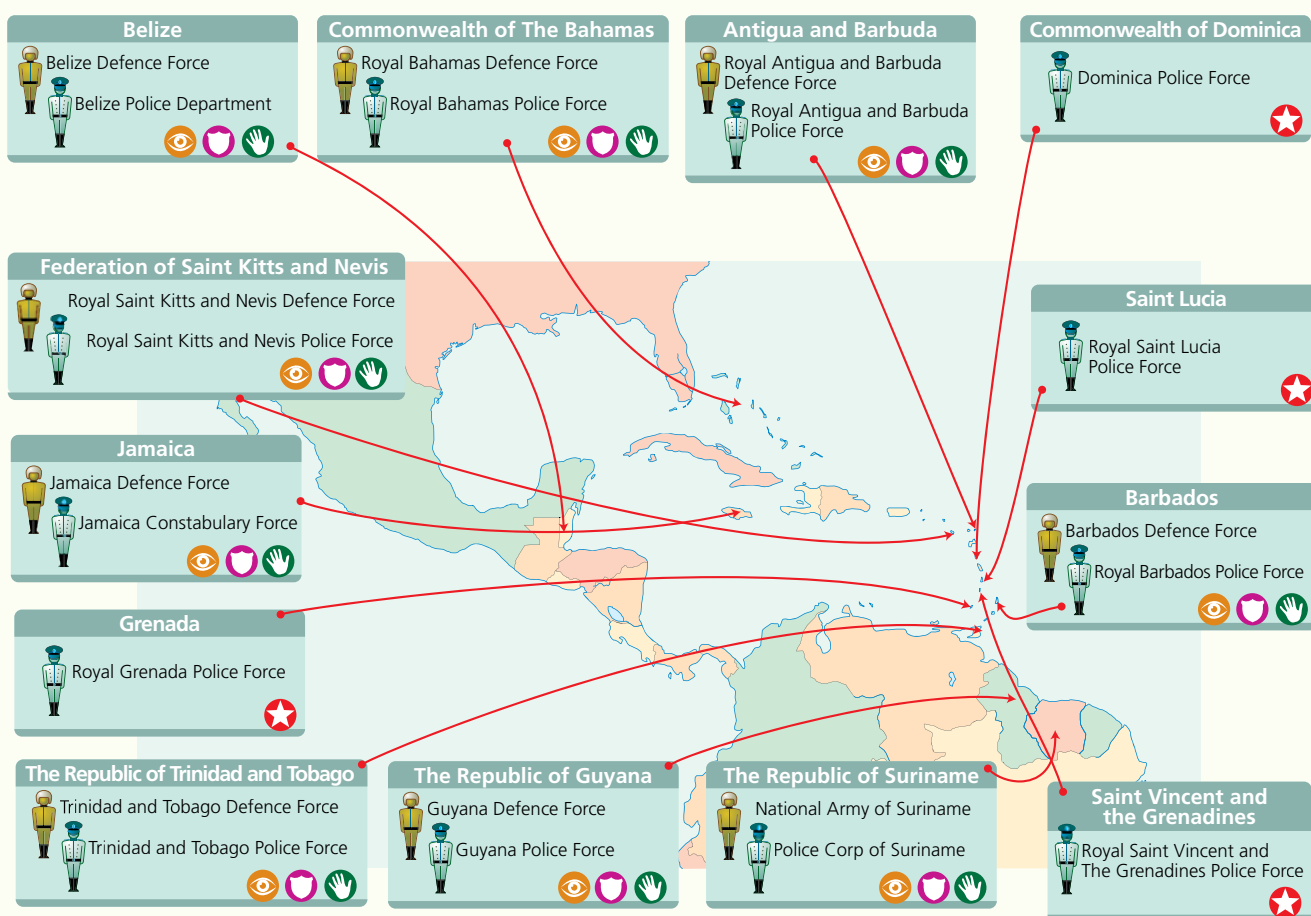 Belize
Belize Defence Force
Belize Police Department
Commonwealth of The Bahamas
Royal Bahamas Defence Force
Royal Bahamas Police Force
Antigua and Barbuda
Royal Antigua and Barbuda
Defence Force
Royal Antigua and Barbuda
Police Force
Commonwealth of Dominica
Dominica Police Force
Federation of Saint Kitts and Nevis
Royal Saint Kitts and Nevis Defence Force
Royal Saint Kitts and Nevis Police Force
Saint Lucia
Royal Saint Lucia
Police Force
Jamaica
Jamaica Defence Force
Jamaica Constabulary Force
Barbados
Barbados Defence Force
Royal Barbados Police Force
Grenada
Royal Grenada Police Force
The Republic of Trinidad and Tobago
Trinidad and Tobago Defence Force
Trinidad and Tobago Police Force
The Republic of Guyana
Guyana Defence Force
Guyana Police Force
The Republic of Suriname
National Army of Suriname
Police Corp of Suriname
Saint Vincent and
the Grenadines
Royal Saint Vincent and
The Grenadines Police Force